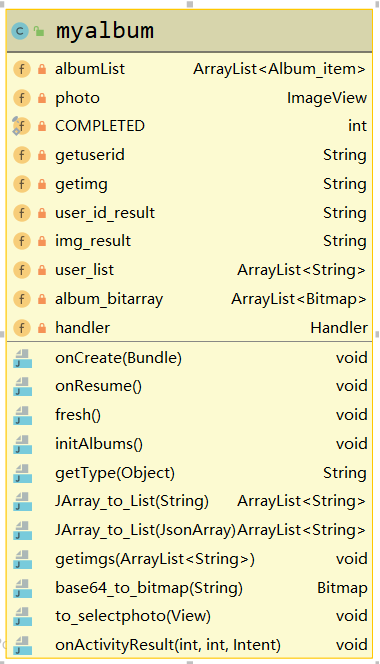 myalbum
albumList ArrayList<Album_item>
photo ImageView
COMPLETED int
getuserid String
getimg String
user_id_result String
img_result String
user_list ArrayList<String>
album_bitarray ArrayList<Bitmap>
handler Handler
onCreate(Bundle) void
onResume() void
fresh() void
initAlbums() void
getType(Object) String
JArray_to_List(String) ArrayList<String>
JArray_to_List(JsonArray) ArrayList<String>
getimgs(ArrayList<String>) void
base64_to_bitmap(String) Bitmap
to_selectphoto(View) void
onActivityResult(int, int, Intent) void